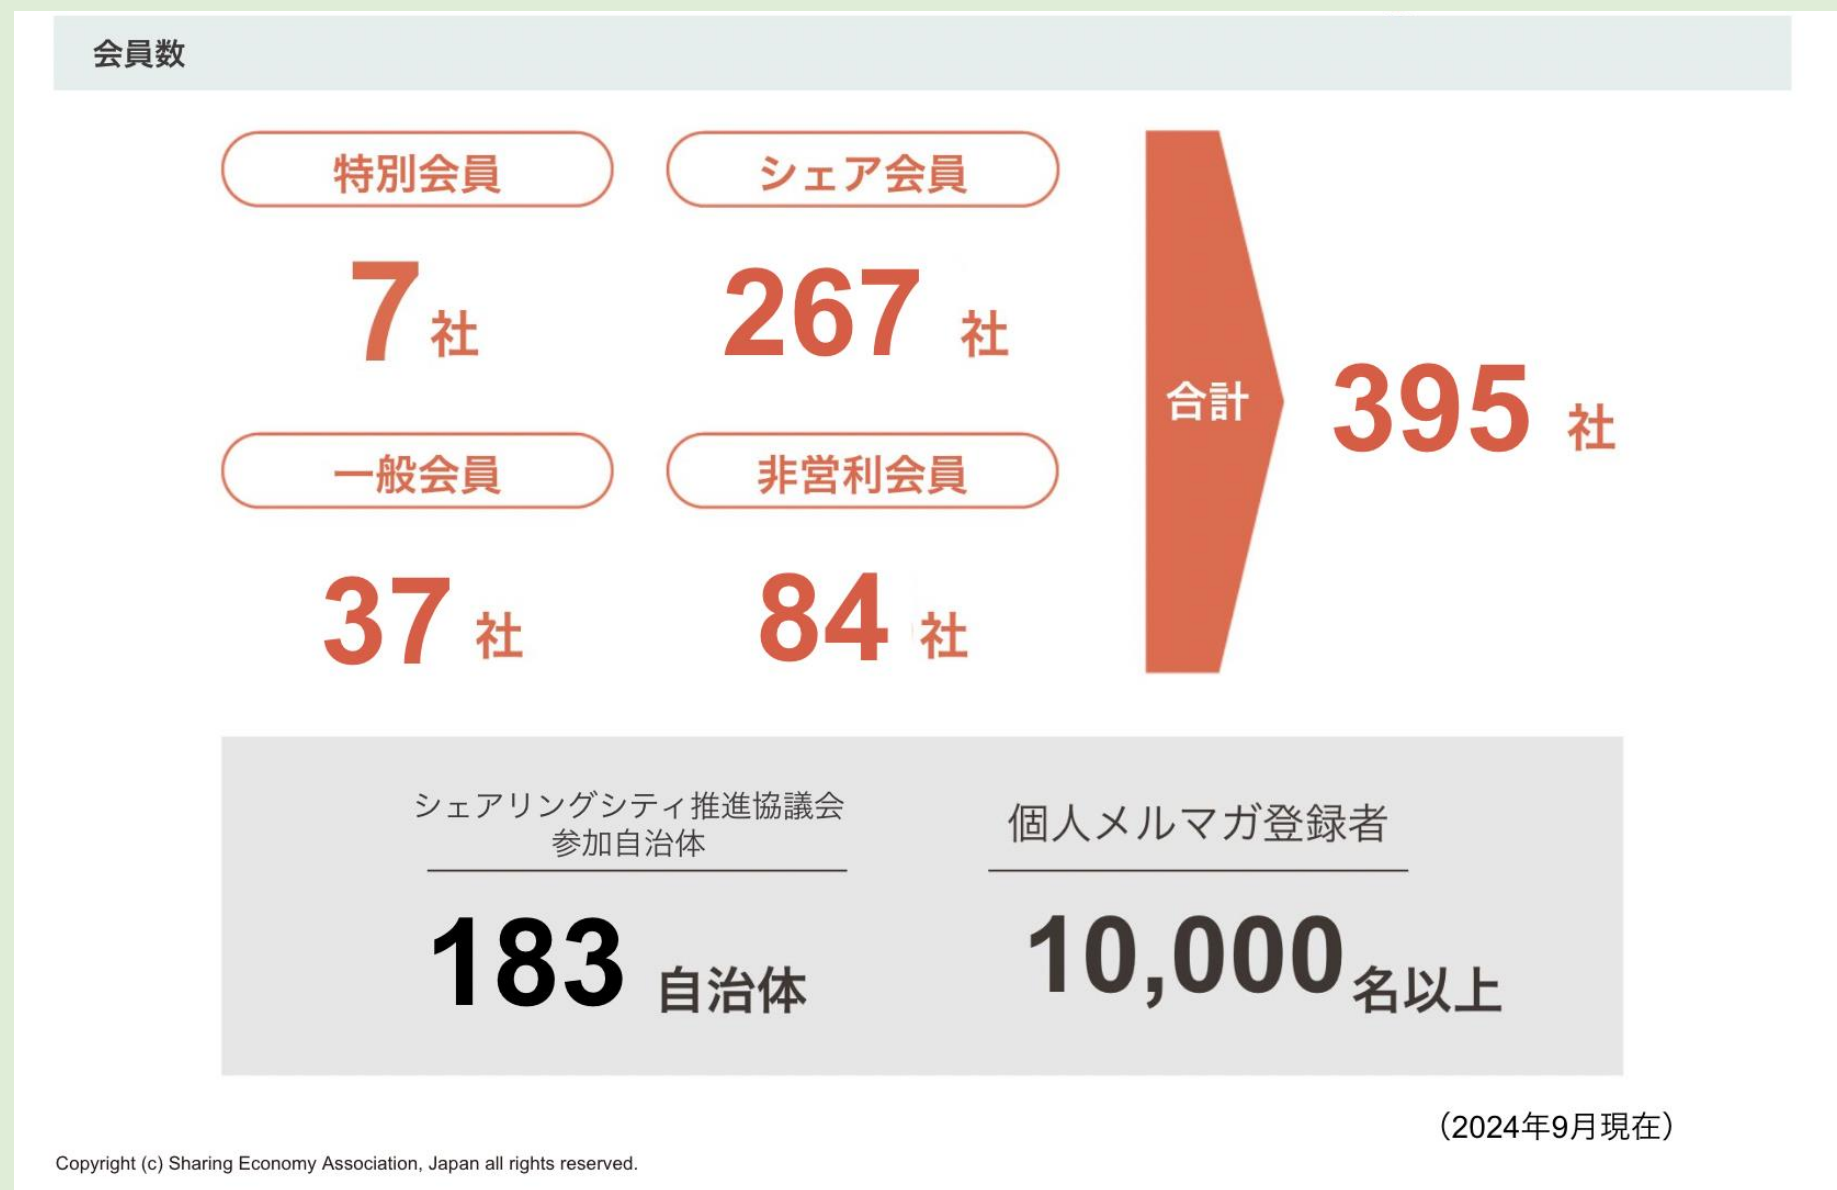 会員数
特別会員
シェア会員
7社
267 社
一般会員
非営利会員
37 社
84 社
合計
395 社
シェアリングシティ推進協議会
参加自治体
183 自治体
個人メルマガ登録者
10,000名以上
（2024年9月現在）
Copyright (c) Sharing Economy Association, Japan all rights reserved.